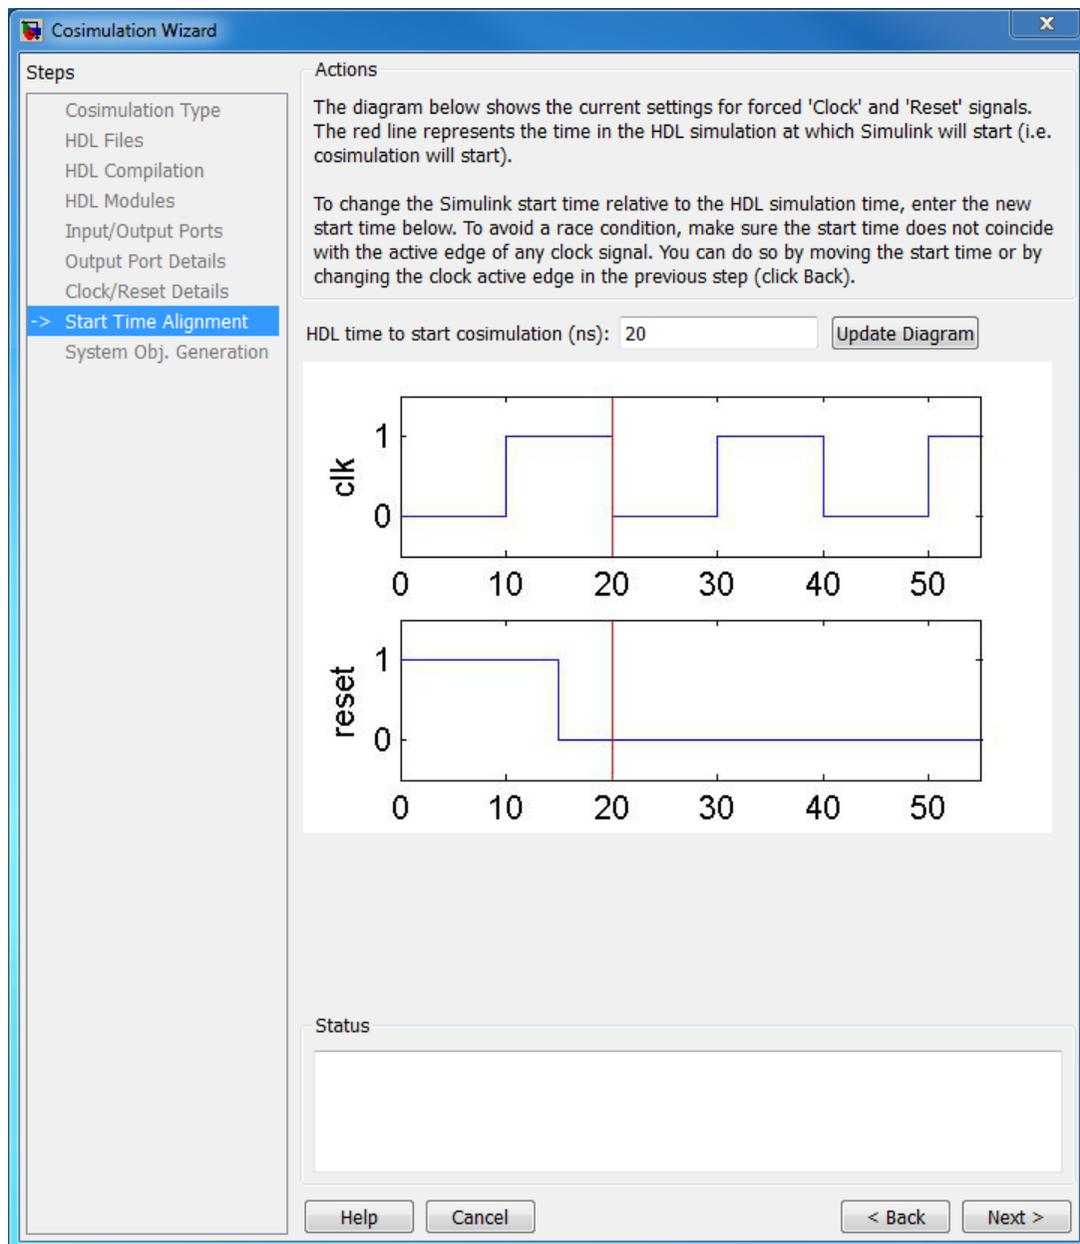 Cosimulation Wizard
x
Steps
Cosimulation Type
HDL Files
HDL Compilation
HDL Modules
Input/Output Ports
Output Port Details
Clock/Reset Details
-> Start Time Alignment
System Obj. Generation
Actions
The diagram below shows the current settings for forced 'Clock' and 'Reset' signals.
The red line represents the time in the HDL simulation at which Simulink will start (i.e.
cosimulation will start).
To change the Simulink start time relative to the HDL simulation time, enter the new
start time below. To avoid a race condition, make sure the start time does not coincide
with the active edge of any clock signal. You can do so by moving the start time or by
changing the clock active edge in the previous step (click Back).
HDL time to start cosimulation (ns): 20 Update Diagram
clk
1
0
0 10 20 30 40 50
reset
1
0
0 10 20 30 40 50
Status
Help Cancel < Back Next >